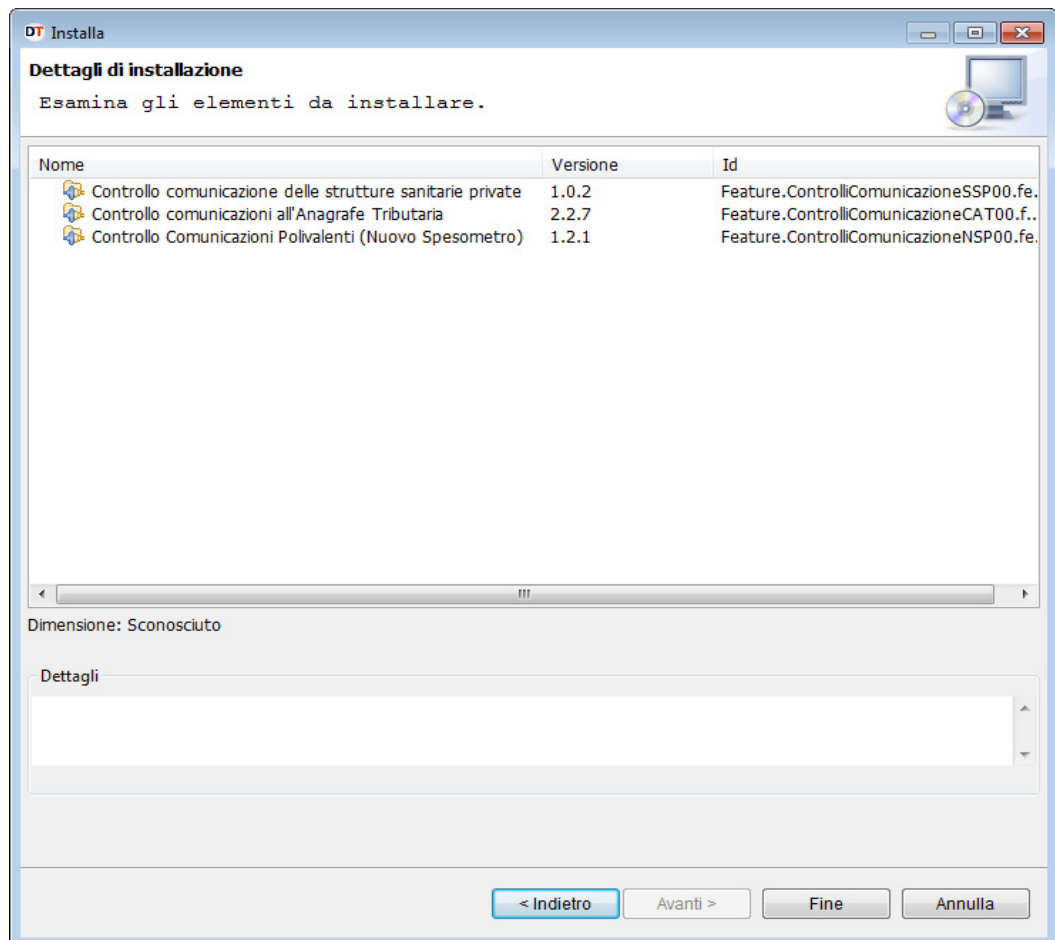 DT Installa
Dettagli di installazione
Esamina gli elementi da installare.
Nome Versione Id
Controllo comunicazione delle strutture sanitarie private 1.0.2 Feature.ControlliComunicazioneSSP00.fe.
Controllo comunicazioni all'Anagrafe Tributaria 2.2.7 Feature.ControlliComunicazioneCAT00.f..
Controllo Comunicazioni Polivalenti (Nuovo Spesometro) 1.2.1 Feature.ControlliComunicazioneNSP00.fe.
Dimensione: Sconosciuto
Dettagli
< Indietro Avanti > Fine Annulla